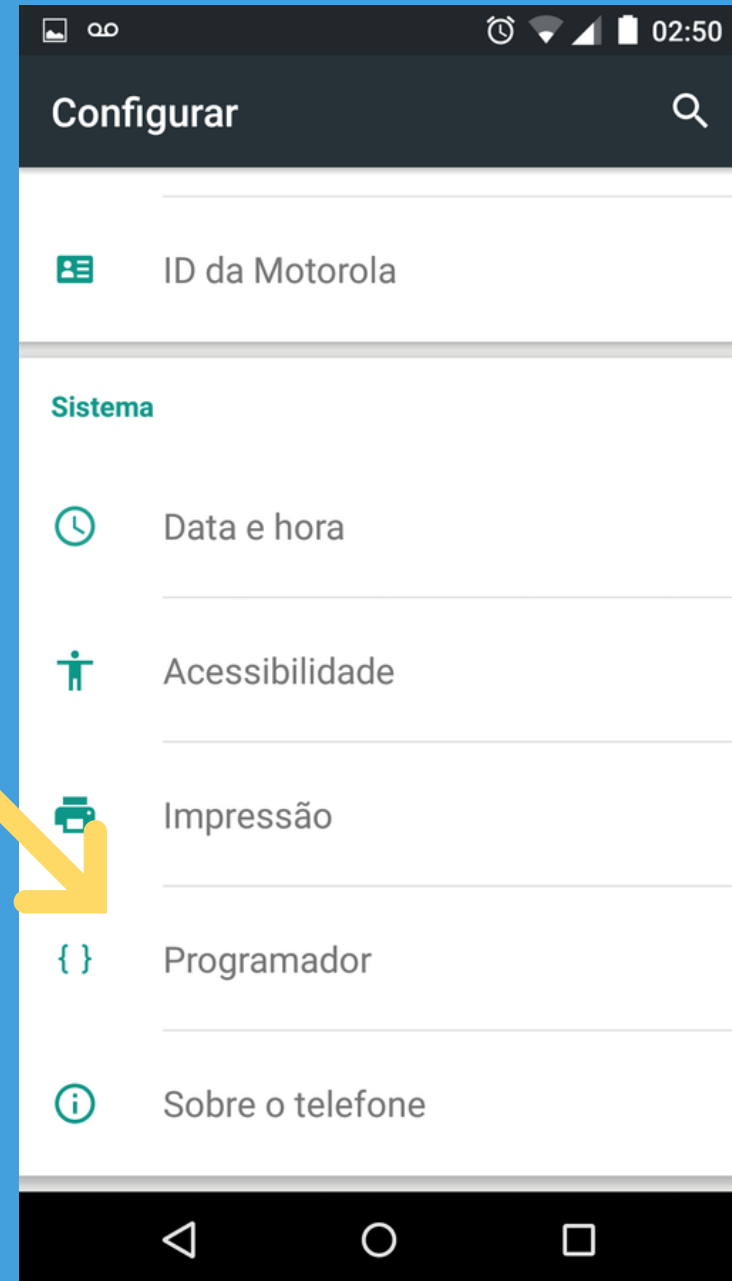 02:50
Configurar
ID da Motorola
Sistema
Data e hora
Acessibilidade
Impressão
{ } Programador
Sobre o telefone